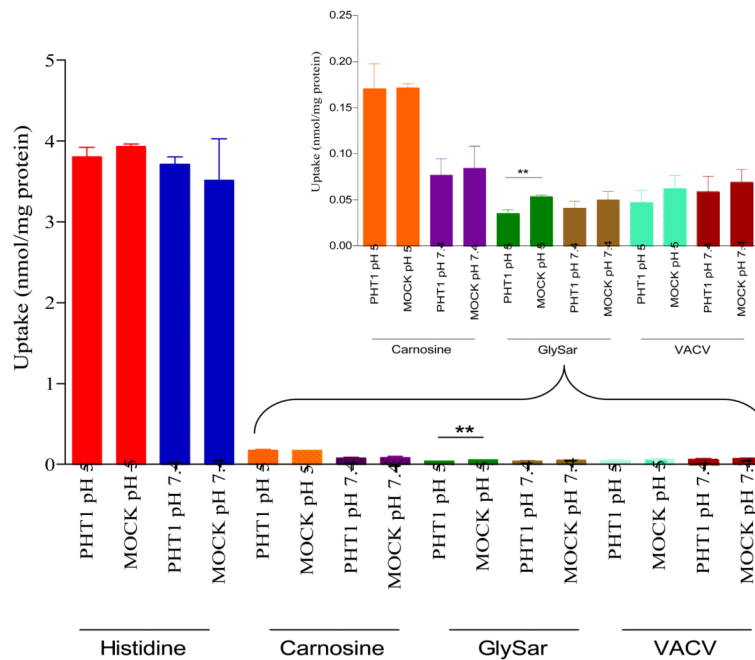 0.25
0.20
0.15
0.10
0.05
0.00
Uptake (nmol/mg protein)
**
PHT1 pH 5
MOCK pH 5
PHT1 pH 7.4
MOCK pH 7.4
PHT1 pH 5
MOCK pH 5
PHT1 pH 7.4
MOCK pH 7.4
PHT1 pH 5
MOCK pH 5
PHT1 pH 7.4
MOCK pH 7.4
Carnosine
GlySar
VACV
5
4
3
2
1
0
Uptake (nmol/mg protein)
**
PHT1 pH 5
MOCK pH 5
PHT1 pH 7.4
MOCK pH 7.4
PHT1 pH 5
MOCK pH 5
PHT1 pH 7.4
MOCK pH 7.4
PHT1 pH 5
MOCK pH 5
PHT1 pH 7.4
MOCK pH 7.4
PHT1 pH 5
MOCK pH 5
PHT1 pH 7.4
MOCK pH 7.4
Histidine
Carnosine
GlySar
VACV